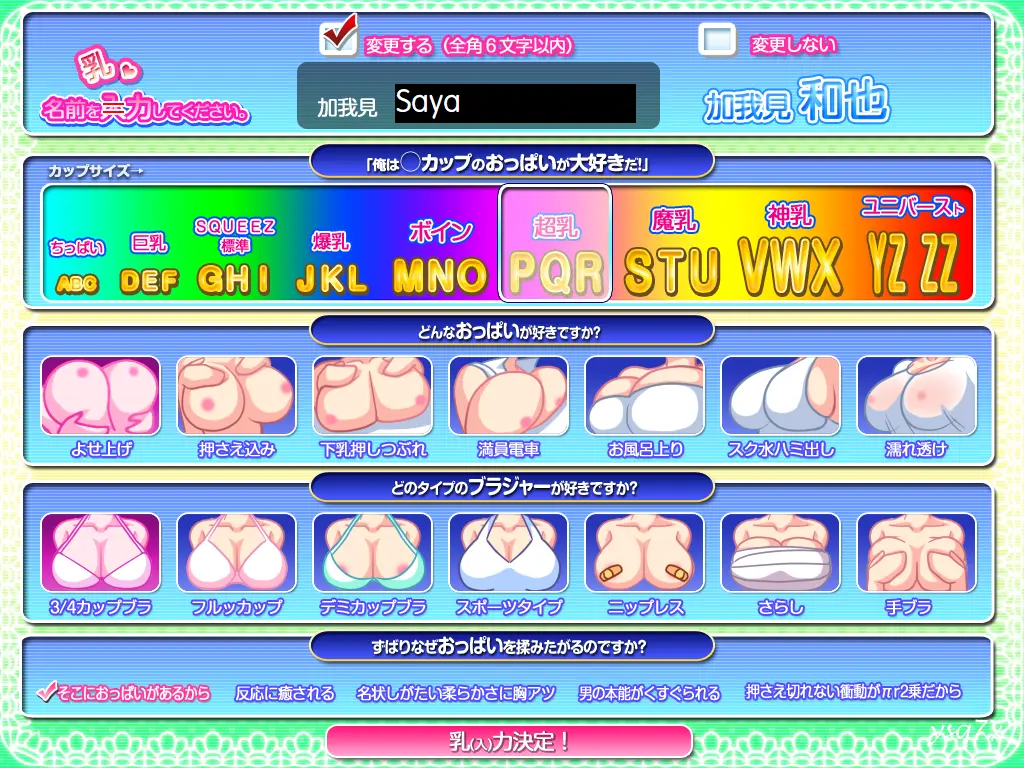 変更する（全角６文字以内）
変更しない
乳
名前を入力してください。
加我見
Saya
加我見 和也
カップサイズ→
「俺は◯カップのおっぱいが大好きだ!」
ちっぱい
巨乳
SQUEEZ
標準
爆乳
ボイン
超乳
魔乳
神乳
ユニバースト
ABC
DEF
GHI
JKL
MNO
PQR
STU
VWX
YZ ZZ
どんなおっぱいが好きですか?
よせ上げ
押さえ込み
下乳押しつぶれ
満員電車
お風呂上り
スク水ハミ出し
濡れ透け
どのタイプのブラジャーが好きですか?
3/4カップブラ
フルッカップ
デミカップブラ
スポーツタイプ
ニップレス
さらし
手ブラ
ずばりなぜおっぱいを揉みたがるのですか?
そこにおっぱいがあるから
反応に癒される
名状しがたい柔らかさに胸アツ
男の本能がくすぐられる
押さえ切れない衝動がπr2乗だから
乳(入)力決定！